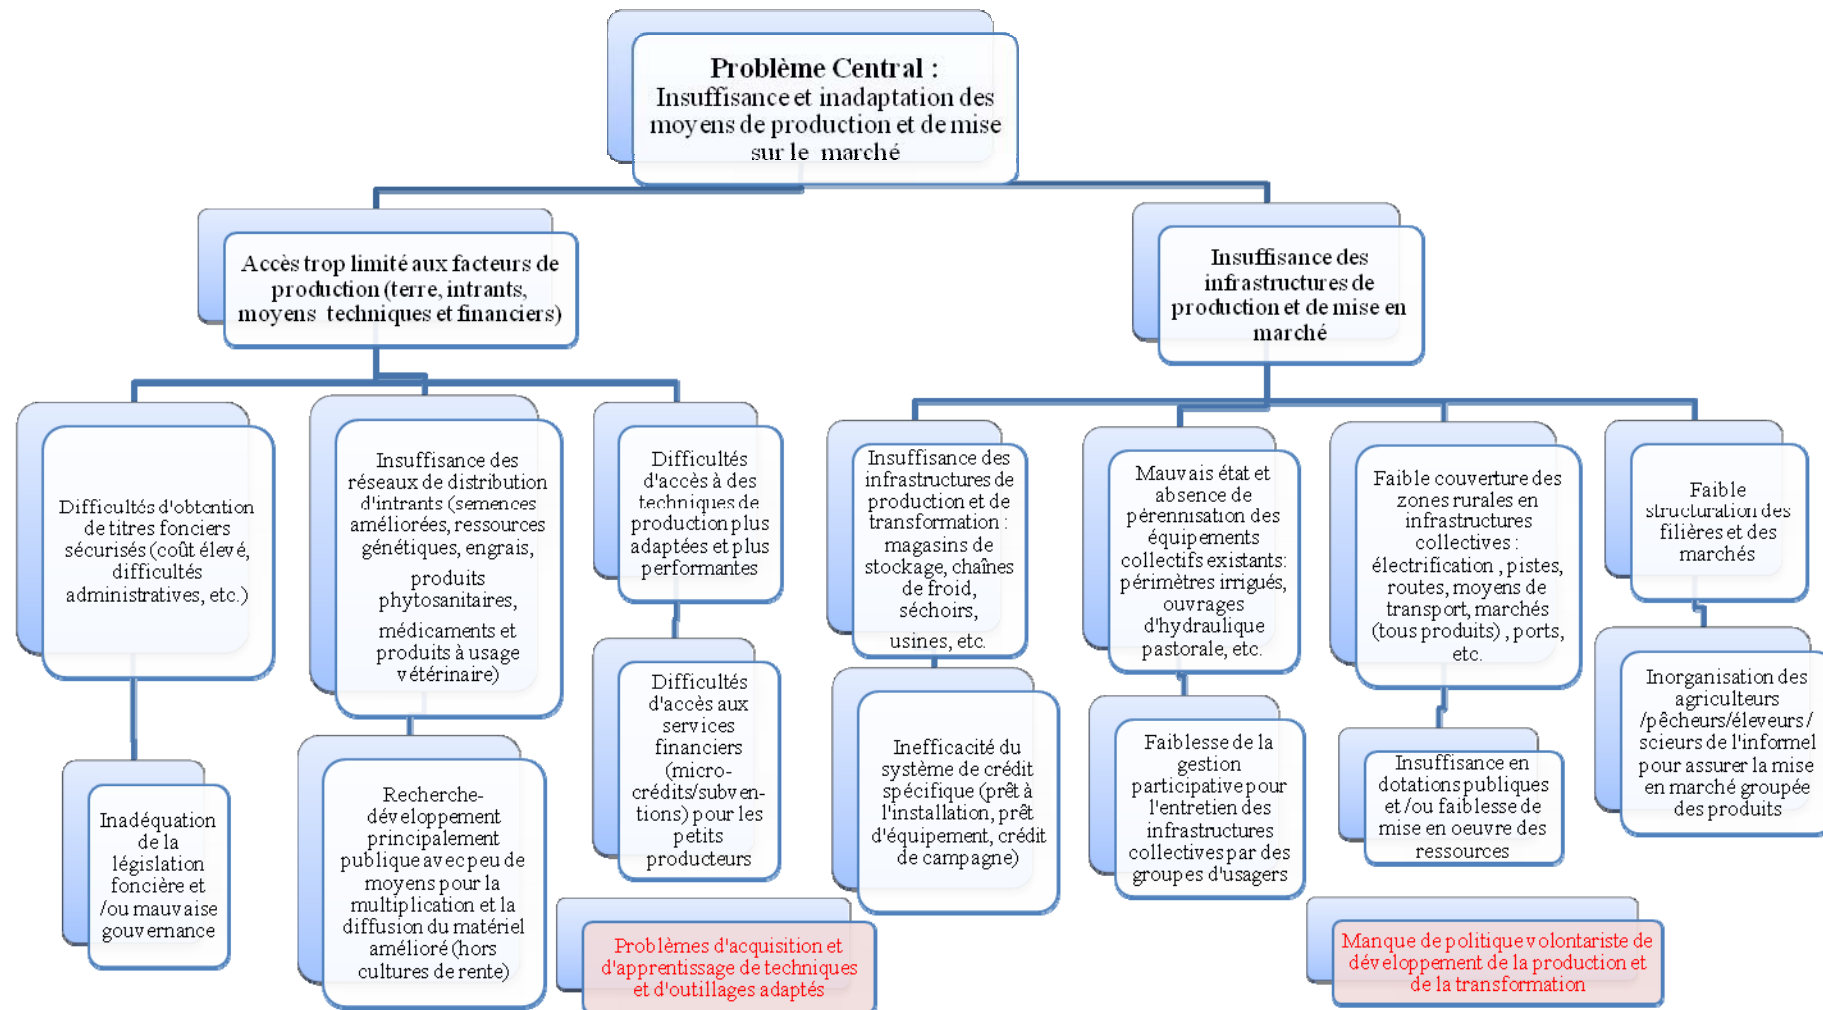 Problème Central :
Insuffisance et inadaptation des
moyens de production et de mise
sur le marché
Accès trop limité aux facteurs de
production (terre, intrants,
moyens techniques et financiers)
Insuffisance des
infrastructures de
production et de mise en
marché
Difficultés d'obtention
de titres fonciers
sécurisés (coût élevé,
difficultés
administratives, etc.)
Insuffisance des
réseaux de distribution
d'intrants (semences
améliorées, ressources
génétiques, engrais,
produits
phytosanitaires,
médicaments et
produits à usage
vétérinaire)
Difficultés
d'accès à des
techniques de
production plus
adaptées et plus
performantes
Insuffisance des
infrastructures de
production et de
transformation :
magasins de
stockage, chaînes
de froid,
séchoirs,
usines, etc.
Mauvais état et
absence de
pérennisation des
équipements
collectifs existants:
périmètres irrigués,
ouvrages
d'hydraulique
pastorale, etc.
Faible couverture des
zones rurales en
infrastructures
collectives :
électrification , pistes,
routes, moyens de
transport, marchés
(tous produits) , ports,
etc.
Faible
structuration des
filières et des
marchés
Inadéquation
de la
législation
foncière et
/ou mauvaise
gouvernance
Recherche-
développement
principalement
publique avec peu de
moyens pour la
multiplication et la
diffusion du matériel
amélioré (hors
cultures de rente)
Difficultés
d'accès aux
services
financiers
(micro-
crédits/subven-
tions) pour les
petits
producteurs
Inefficacité du
système de crédit
spécifique (prêt à
l'installation, prêt
d'équipement, crédit
de campagne)
Faiblesse de la
gestion
participative pour
l'entretien des
infrastructures
collectives par des
groupes d'usagers
Insuffisance en
dotations publiques
et /ou faiblesse de
mise en oeuvre des
ressources
Inorganisation des
agriculteurs
/pêcheurs/éleveurs/
scieurs de l'informel
pour assurer la mise
en marché groupée
des produits
Problèmes d'acquisition et
d'apprentissage de techniques
et d'outillages adaptés
Manque de politique volontariste de
développement de la production et
de la transformation